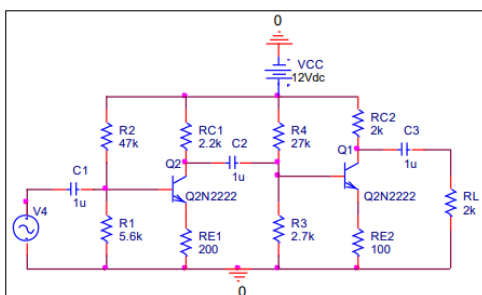 0
VCC
12Vdc
R2
47k
RC1
2.2k
C2
1u
R4
27k
RC2
2k
C3
1u
Q2
Q1
C1
1u
Q2N2222
Q2N2222
V4
R1
5.6k
RE1
200
R3
2.7k
RE2
100
RL
2k
0